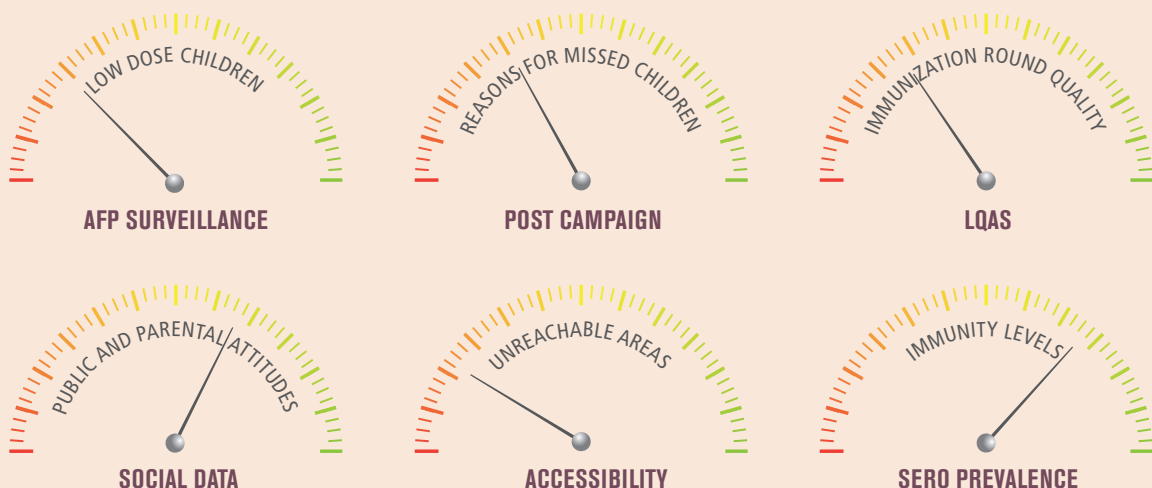 LOW DOSE CHILDREN
AFP SURVEILLANCE
REASONS FOR MISSED CHILDREN
POST CAMPAIGN
IMMUNIZATION ROUND QUALITY
LQAS
PUBLIC AND PARENTAL ATTITUDES
SOCIAL DATA
UNREACHABLE AREAS
ACCESSIBILITY
IMMUNITY LEVELS
SERO PREVALENCE